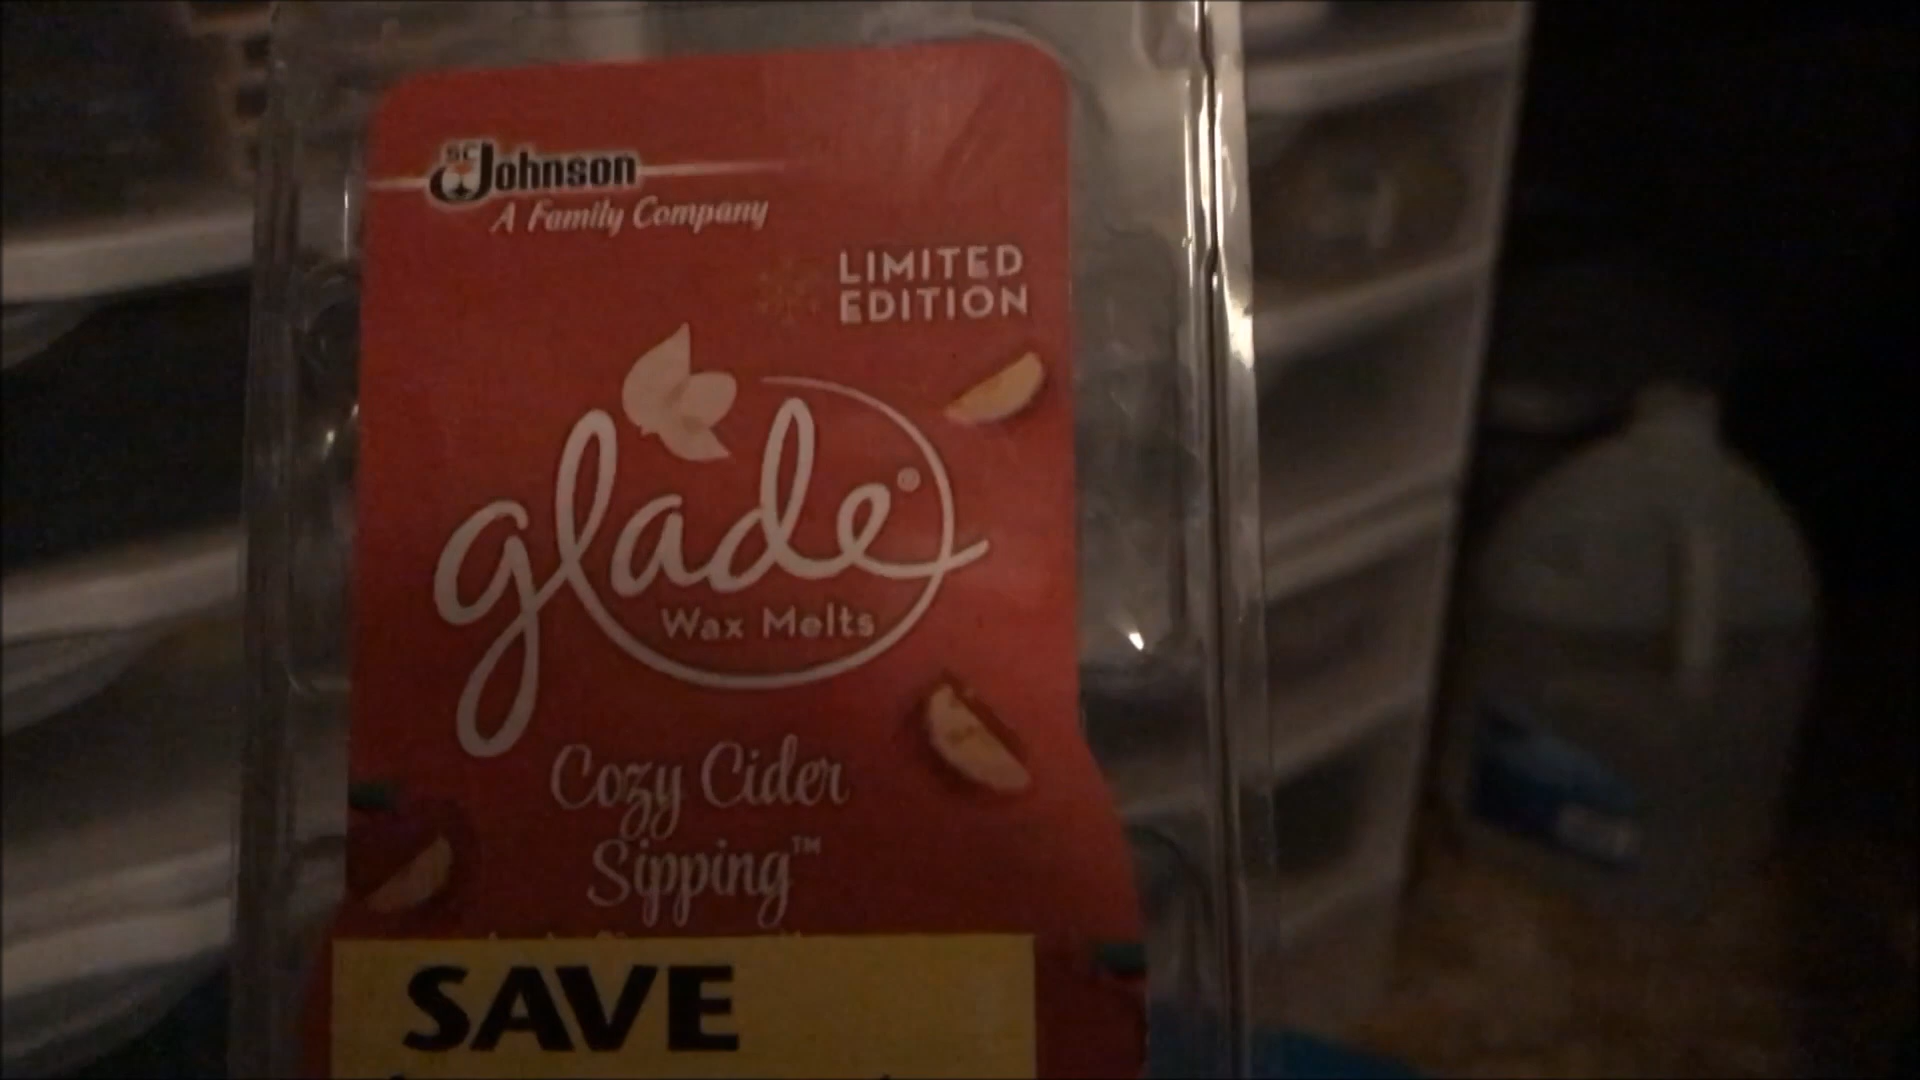 SC Johnson
A Family Company
LIMITED
EDITION
glade®
Wax Melts
Cozy Cider
Sipping™
SAVE